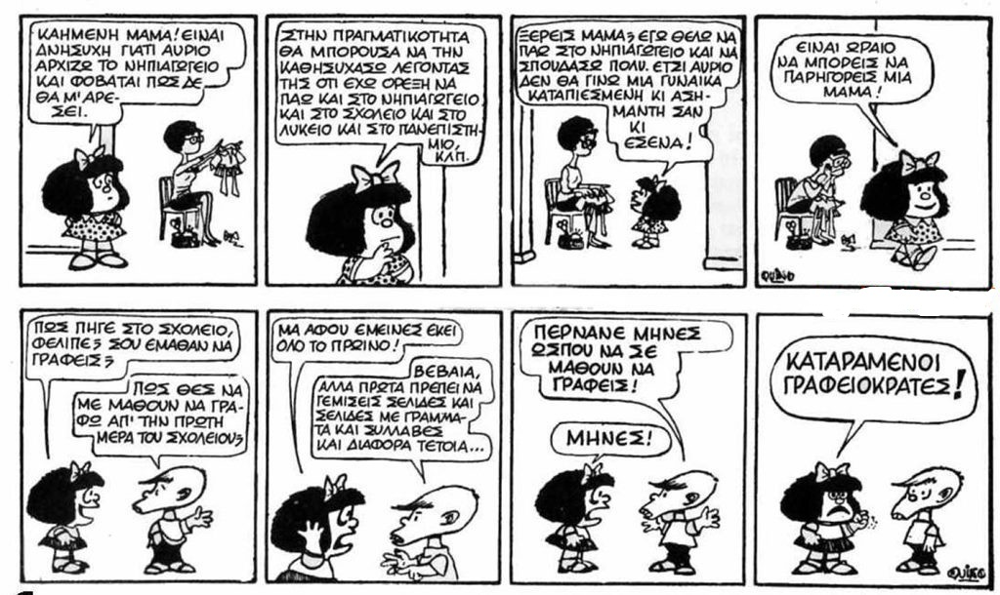 ΚΑΗΜΕΝΗ ΜΑΜΑ! ΕΙΝΑΙ
ΑΝΗΣΥΧΗ ΓΙΑΤΙ ΑΥΡΙΟ
ΑΡΧΙΖΩ ΤΟ ΝΗΠΙΑΓΩΓΕΙΟ
ΚΑΙ ΦΟΒΑΤΑΙ ΠΩΣ ΔΕ
ΘΑ Μ' ΑΡΕ-
ΣΕΙ.
ΣΤΗΝ ΠΡΑΓΜΑΤΙΚΟΤΗΤΑ
ΘΑ ΜΠΟΡΟΥΣΑ ΝΑ ΤΗΝ
ΚΑΘΗΣΥΧΑΣΩ ΛΕΓΟΝΤΑΣ
ΤΗΣ ΟΤΙ ΕΧΩ ΟΡΕΞΗ ΝΑ
ΠΑΩ ΚΑΙ ΣΤΟ ΝΗΠΙΑΓΩΓΕΙΟ
ΚΑΙ ΣΤΟ ΣΧΟΛΕΙΟ ΚΑΙ ΣΤΟ
ΛΥΚΕΙΟ ΚΑΙ ΣΤΟ ΠΑΝΕΠΙΣΤΗ-
ΜΙΟ,
ΚΛΠ.
ΞΕΡΕΙΣ ΜΑΜΑ; ΕΓΩ ΘΕΛΩ ΝΑ
ΠΑΩ ΣΤΟ ΝΗΠΙΑΓΩΓΕΙΟ ΚΑΙ ΝΑ
ΣΠΟΥΔΑΣΩ ΠΟΛΥ. ΕΤΣΙ ΑΥΡΙΟ
ΔΕΝ ΘΑ ΓΙΝΩ ΜΙΑ ΓΥΝΑΙΚΑ
ΚΑΤΑΠΙΕΣΜΕΝΗ ΚΙ ΑΣΗ-
ΜΑΝΤΗ ΣΑΝ
ΚΙ
ΕΣΕΝΑ!
ΕΙΝΑΙ ΩΡΑΙΟ
ΝΑ ΜΠΟΡΕΙΣ ΝΑ
ΠΑΡΗΓΟΡΕΙΣ ΜΙΑ
ΜΑΜΑ!
QUINO
ΠΩΣ ΠΗΓΕ ΣΤΟ ΣΧΟΛΕΙΟ,
ΦΕΛΙΠΕ; ΣΟΥ ΕΜΑΘΑΝ ΝΑ
ΓΡΑΦΕΙΣ;
ΠΩΣ ΘΕΣ ΝΑ
ΜΕ ΜΑΘΟΥΝ ΝΑ ΓΡΑ-
ΦΩ ΑΠ' ΤΗΝ ΠΡΩΤΗ
ΜΕΡΑ ΤΟΥ ΣΧΟΛΕΙΟΥ;
ΜΑ ΑΦΟΥ ΕΜΕΙΝΕΣ ΕΚΕΙ
ΟΛΟ ΤΟ ΠΡΩΙΝΟ!
ΒΕΒΑΙΑ,
ΑΛΛΑ ΠΡΩΤΑ ΠΡΕΠΕΙ ΝΑ
ΓΕΜΙΣΕΙΣ ΣΕΛΙΔΕΣ ΚΑΙ
ΣΕΛΙΔΕΣ ΜΕ ΓΡΑΜΜΑ-
ΤΑ ΚΑΙ ΣΥΛΛΑΒΕΣ
ΚΑΙ ΔΙΑΦΟΡΑ ΤΕΤΟΙΑ...
ΠΕΡΝΑΝΕ ΜΗΝΕΣ
ΩΣΠΟΥ ΝΑ ΣΕ
ΜΑΘΟΥΝ ΝΑ
ΓΡΑΦΕΙΣ!
ΜΗΝΕΣ!
ΚΑΤΑΡΑΜΕΝΟΙ
ΓΡΑΦΕΙΟΚΡΑΤΕΣ!
QUINO